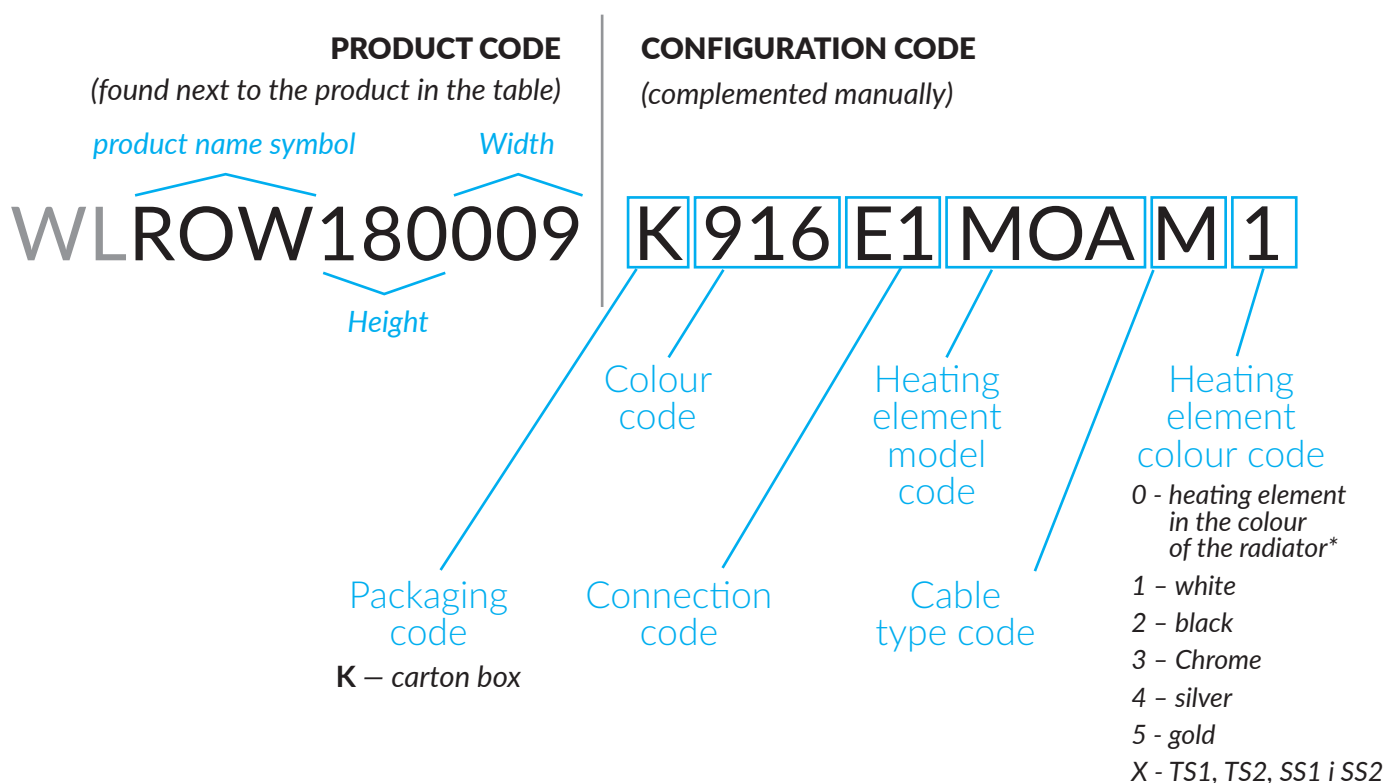 PRODUCT CODE
(found next to the product in the table)
CONFIGURATION CODE
(complemented manually)
product name symbol
Width
WLROW180009
K 916 E1 MOA M 1
Height
Colour
code
Heating
element
model
code
Heating
element
colour code
0 - heating element
in the colour
of the radiator*
1 – white
2 – black
3 – Chrome
4 – silver
5 - gold
X - TS1, TS2, SS1 i SS2
Packaging
code
K — carton box
Connection
code
Cable
type code